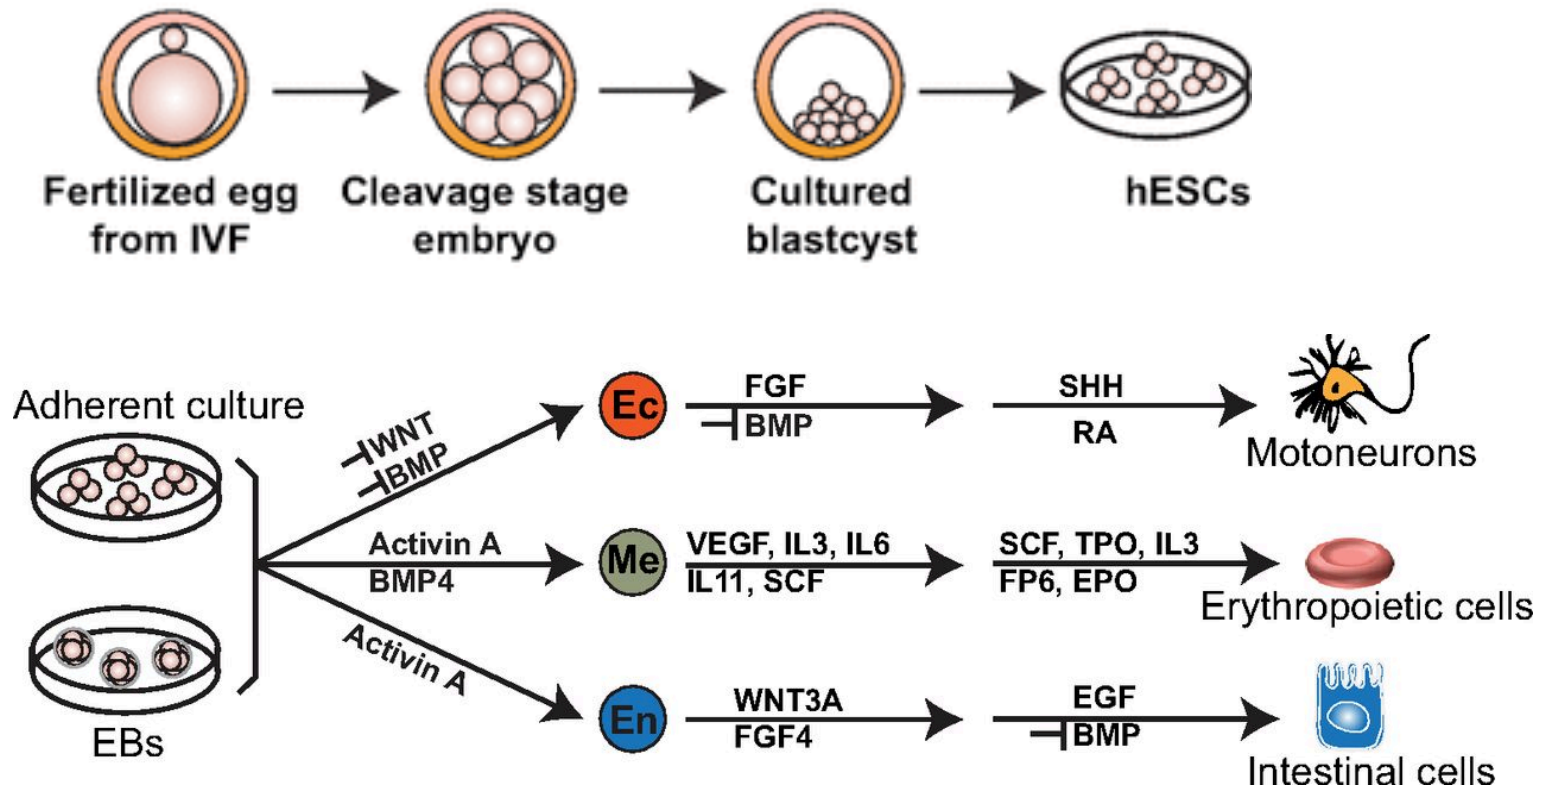 Fertilized egg
from IVF
Cleavage stage
embryo
Cultured
blastcyst
hESCs
Adherent culture
EBs
WNT
BMP
Activin A
BMP4
Activin A
Ec
FGF
BMP
SHH
RA
Motoneurons
Me
VEGF, IL3, IL6
IL11, SCF
SCF, TPO, IL3
FP6, EPO
Erythropoietic cells
En
WNT3A
FGF4
EGF
BMP
Intestinal cells